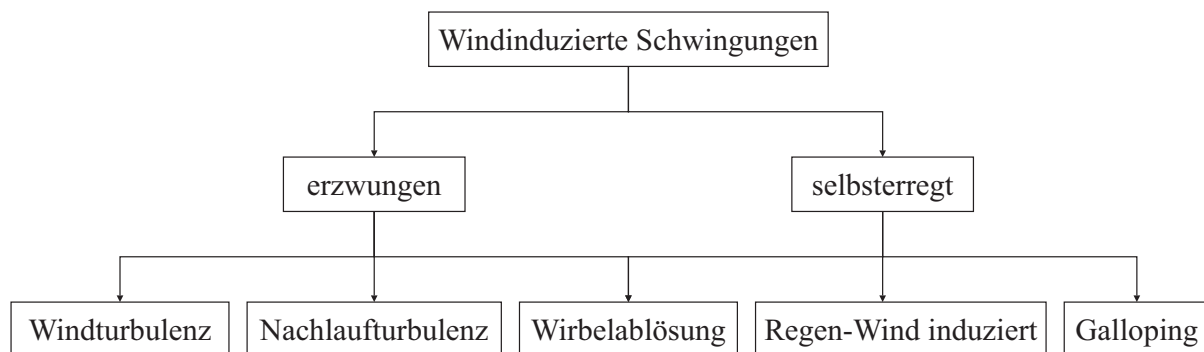 Windinduzierte Schwingungen
erzwungen
selbsterregt
Windturbulenz
Nachlaufturbulenz
Wirbelablösung
Regen-Wind induziert
Galloping